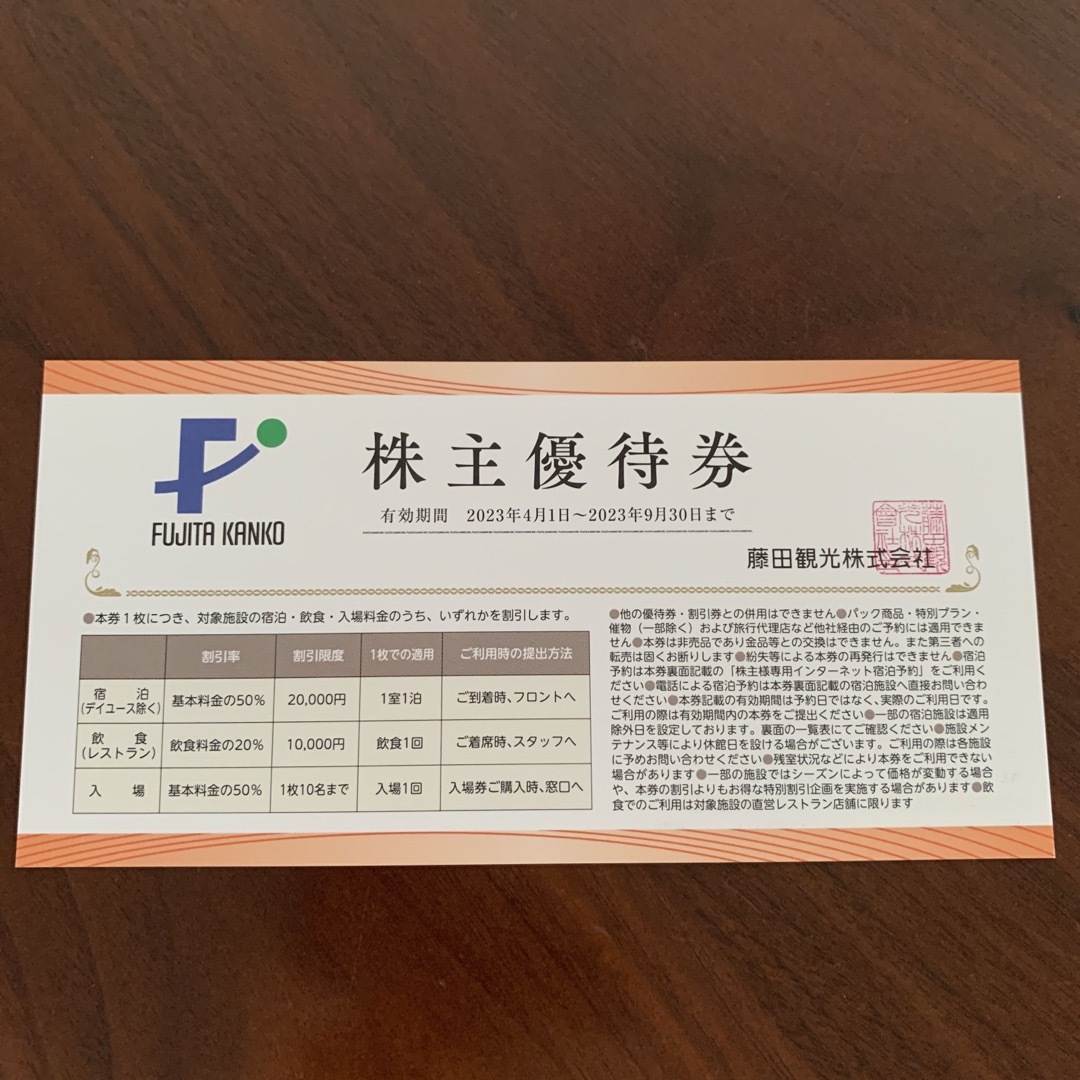 FUJITA KANKO
株主優待券
有効期間 2023年4月1日～2023年9月30日まで
藤田観光株式会社
●本券1枚につき、対象施設の宿泊・飲食・入場料金のうち、いずれかを割引します。
割引率 割引限度 1枚での適用 ご利用時の提出方法
宿泊 (デイユース除く) 基本料金の50% 20,000円 1室1泊 ご到着時、フロントへ
飲食 (レストラン) 飲食料金の20% 10,000円 飲食1回 ご着席時、スタッフへ
入場 基本料金の50% 1枚10名まで 入場1回 入場券ご購入時、窓口へ
●他の優待券・割引券との併用はできません●パック商品・特別プラン・
催物（一部除く）および旅行代理店など他社経由のご予約には適用できま
せん●本券は非売品であり金品等との交換はできません。また第三者への
転売は固くお断りします●紛失等による本券の再発行はできません●宿泊
予約は本券裏面記載の「株主様専用インターネット宿泊予約」をご利用く
ださい●電話による宿泊予約は本券裏面記載の宿泊施設へ直接お問い合わ
せください●本券記載の有効期間は予約日ではなく、実際のご利用日です。
ご利用の際は有効期間内の本券をご提出ください●一部の宿泊施設は適用
除外日を設定しております。裏面の一覧表にてご確認ください●施設メン
テナンス等により休館日を設ける場合がございます。ご利用の際は各施設
に予めお問い合わせください●残室状況などにより本券をご利用できない
場合があります●一部の施設ではシーズンによって価格が変動する場合
や、本券の割引よりもお得な特別割引企画を実施する場合があります●飲
食でのご利用は対象施設の直営レストラン店舗に限ります